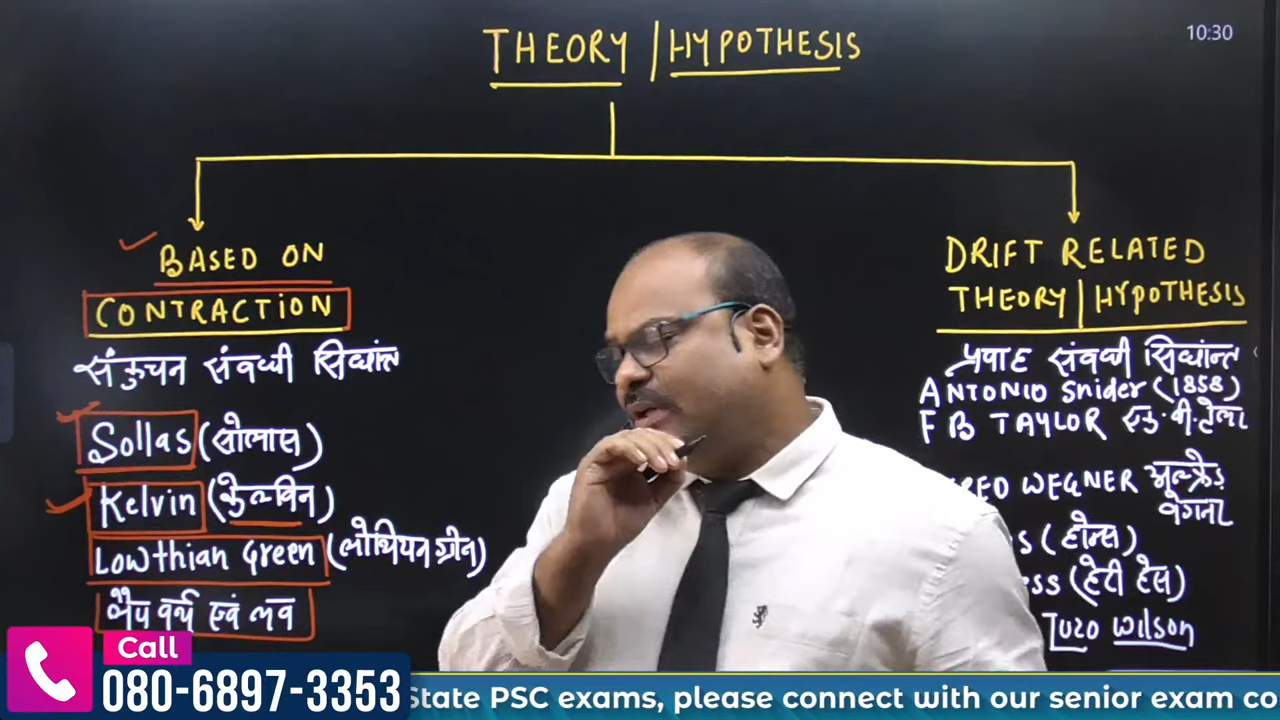 THEORY / HYPOTHESIS
10:30
BASED ON
CONTRACTION
संकुचन संबंधी सिद्धांत
Sollas (सोलास)
Kelvin (केल्विन)
Lowthian Green (लोथियन ग्रीन)
एवं लव
DRIFT RELATED
THEORY | HYPOTHESIS
प्रवाह संबंधी सिद्धान्त
ANTONIO Snider (1858)
F B TAYLOR एफ.बी.टेलर
WEGNER अल्फ्रेड
वेगनर
(होम्स)
ess (हैरी हेस)
Tuzo Wilson
Call
080-6897-3353
State PSC exams, please connect with our senior exam co